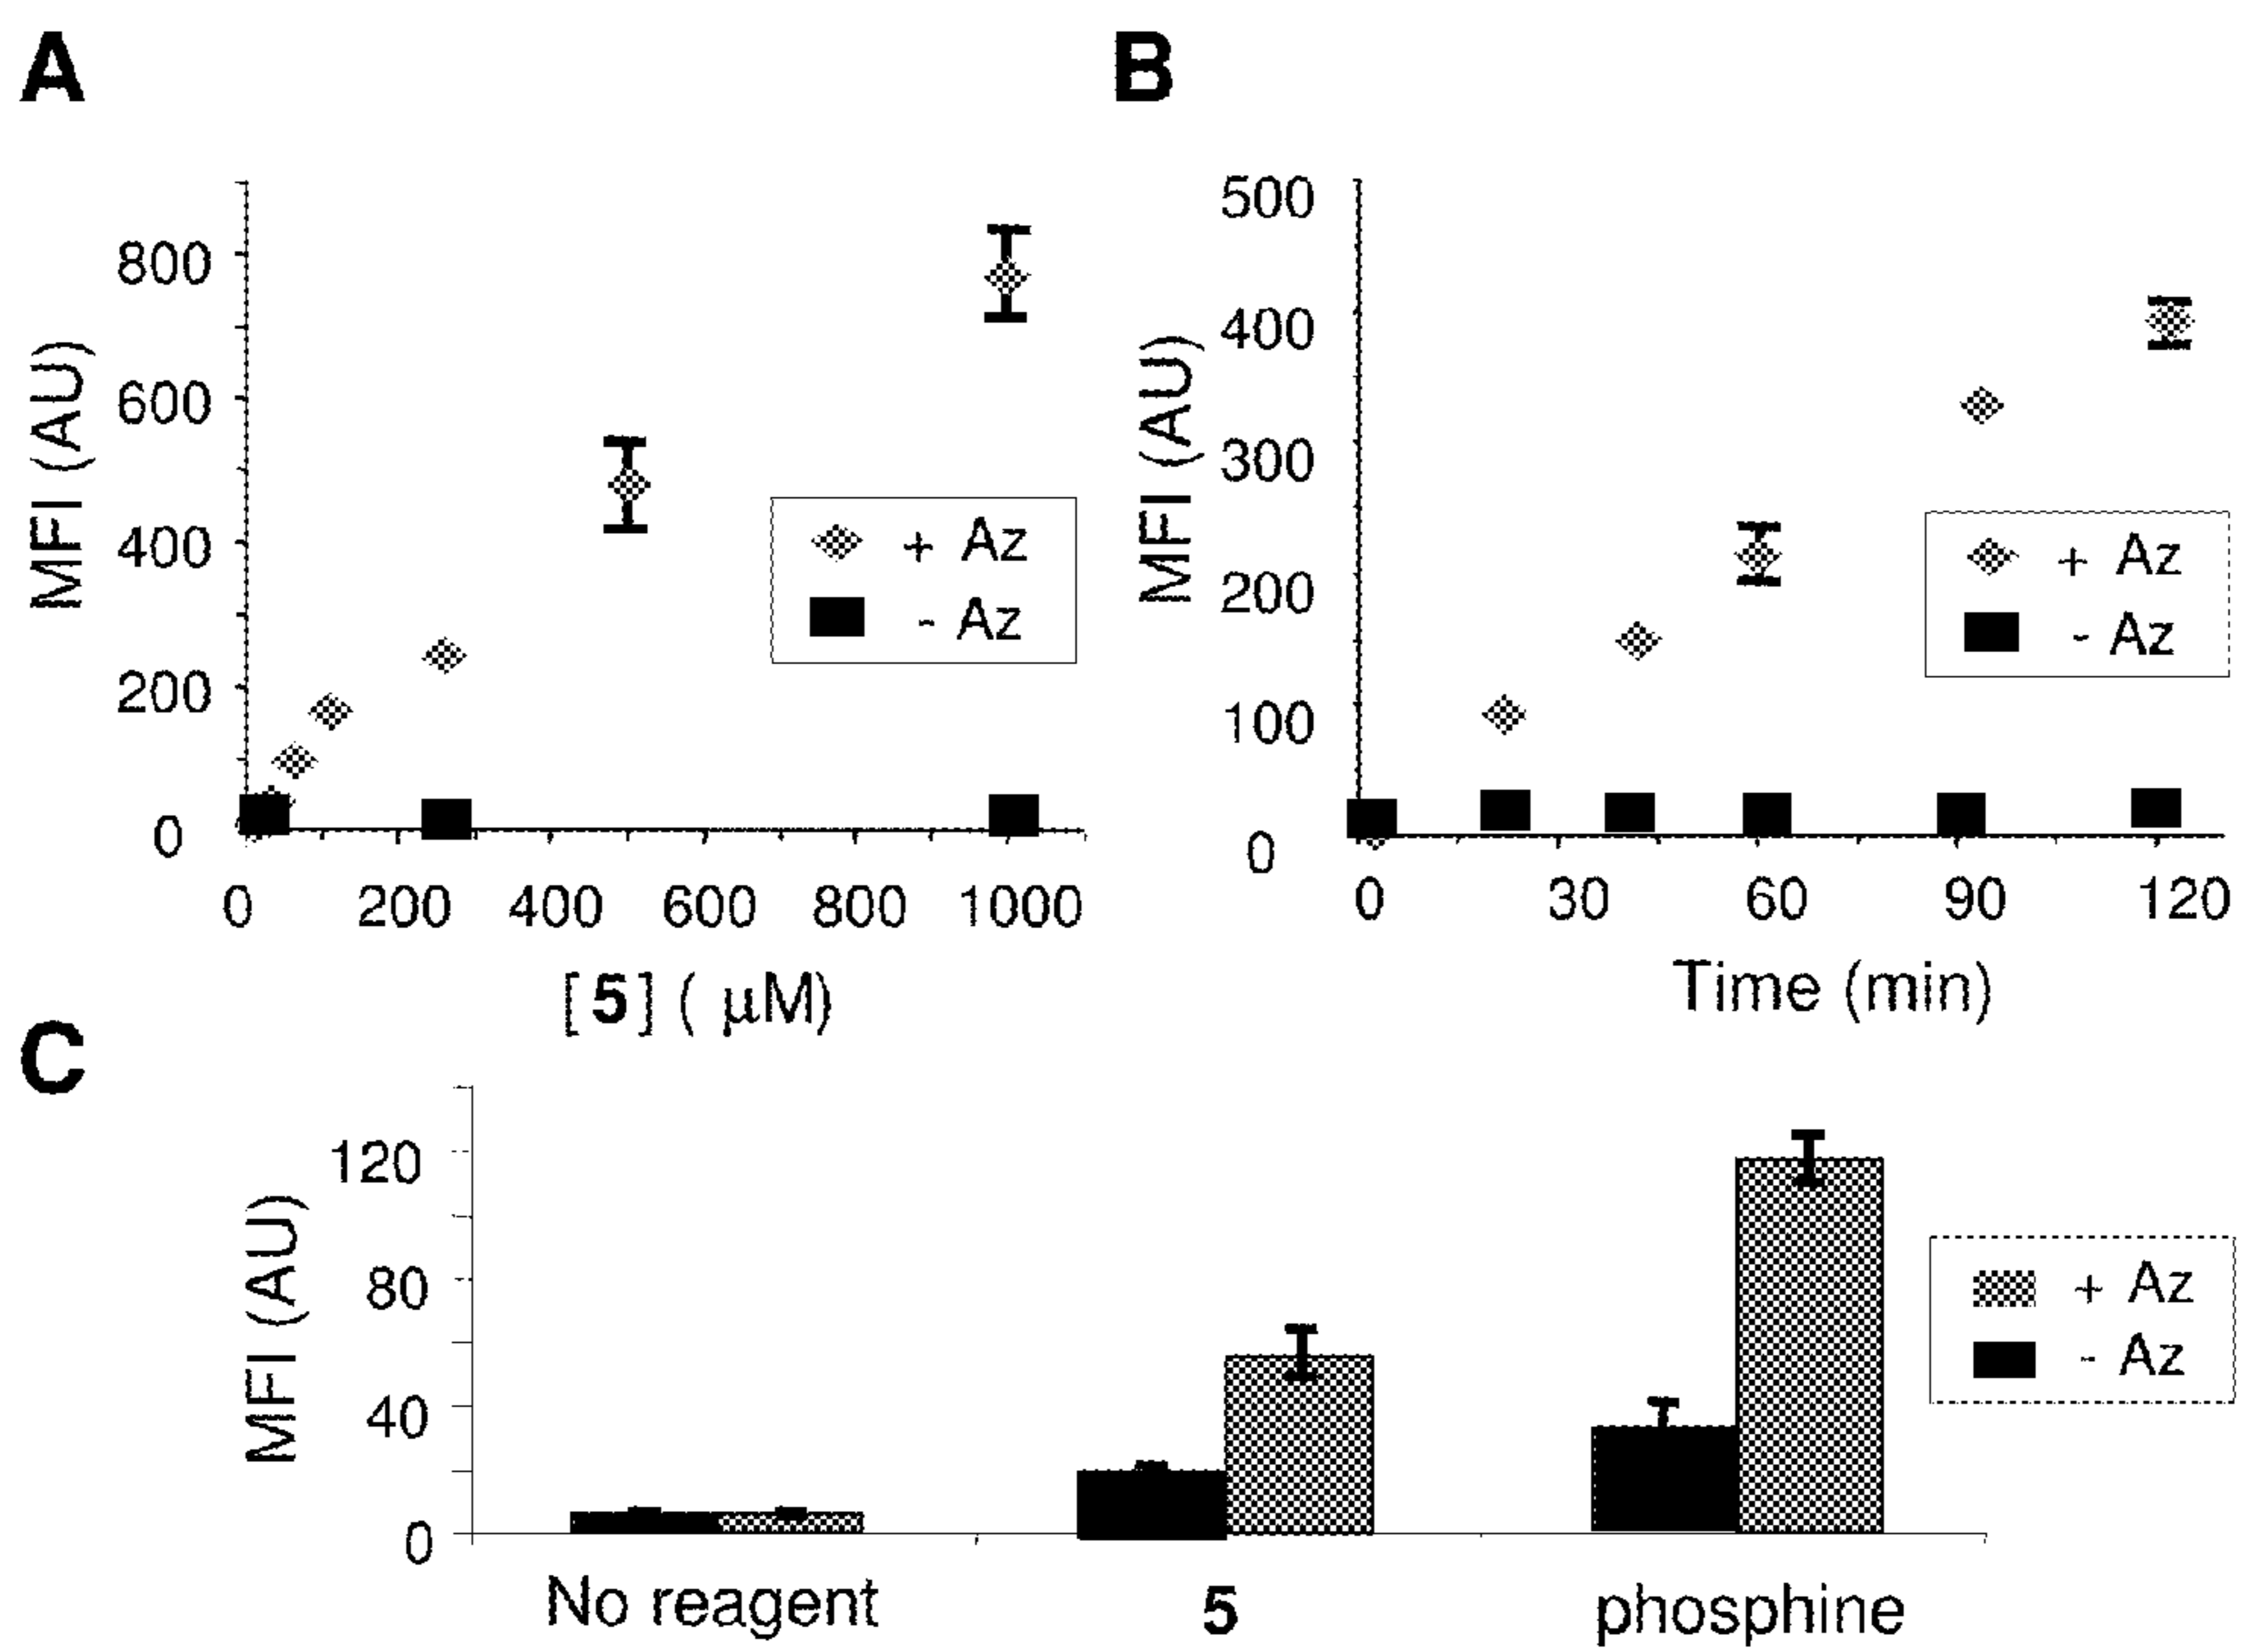 A
MFI (AU)
800
600
400
200
0
0 200 400 600 800 1000
[5] ( μM)
+ Az
- Az
B
MFI (AU)
500
400
300
200
100
0
0 30 60 90 120
Time (min)
+ Az
- Az
C
MFI (AU)
120
80
40
0
No reagent 5 phosphine
+ Az
- Az